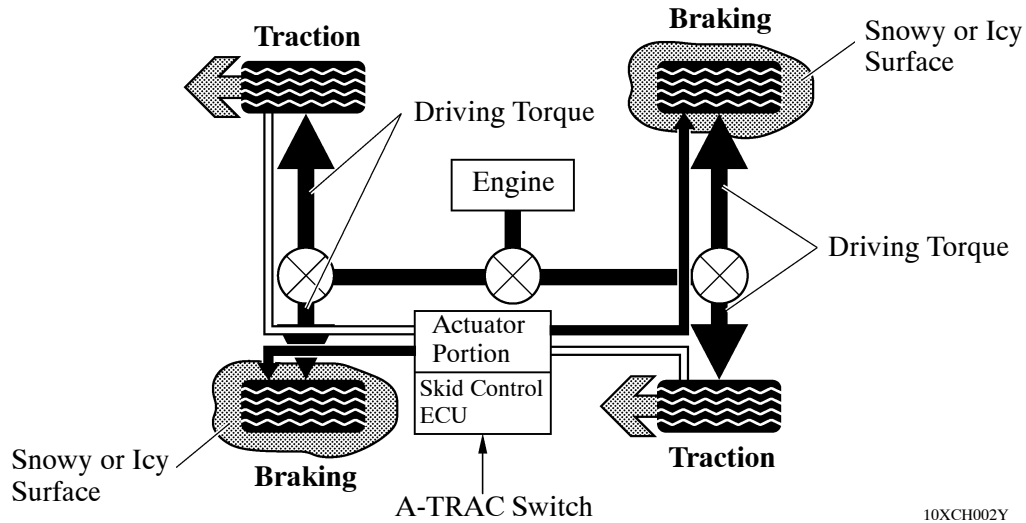 Braking
Snowy or Icy
Surface
Traction
Driving Torque
Engine
Driving Torque
Actuator
Portion
Skid Control
ECU
Snowy or Icy
Surface
Braking
Traction
A-TRAC Switch
10XCH002Y